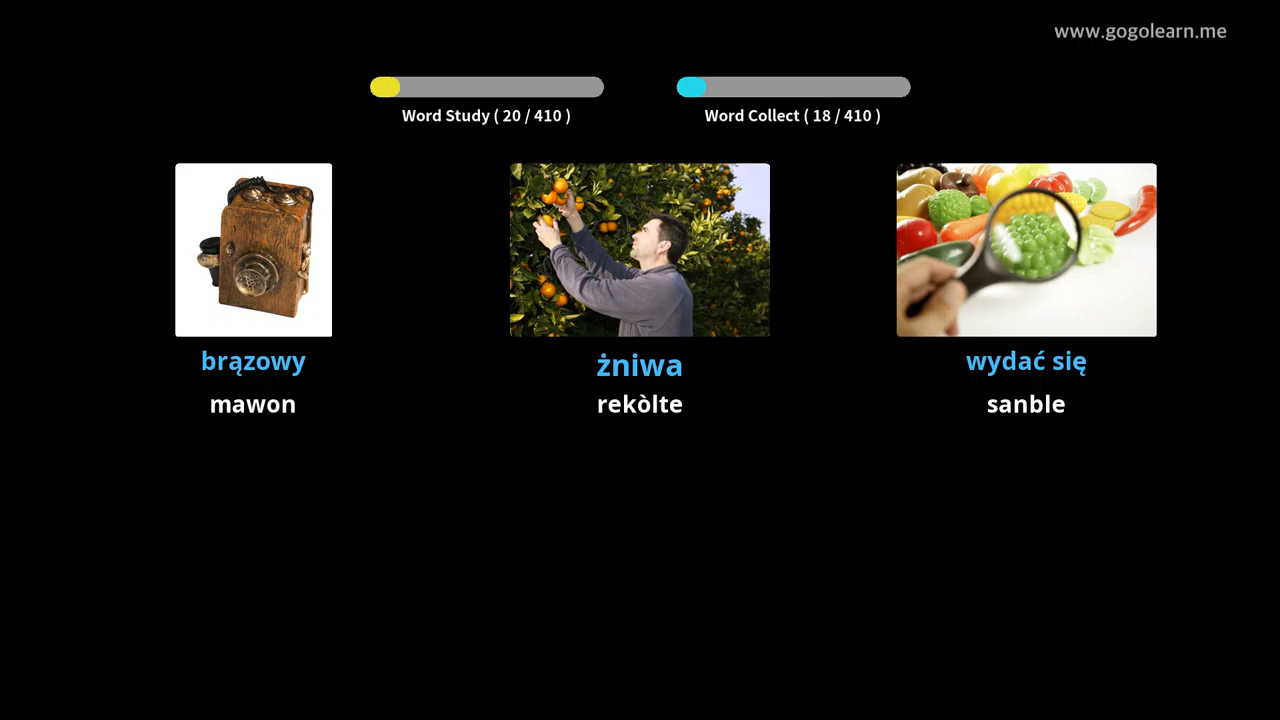 www.gogolearn.me
Word Study ( 20 / 410 )
Word Collect ( 18 / 410 )
brązowy
mawon
żniwa
rekòlte
wydać się
sanble